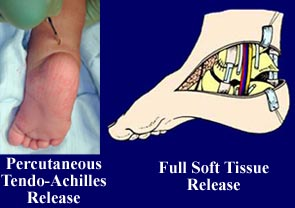 Percutaneous
Tendo-Achilles
Release
Full Soft Tissue
Release